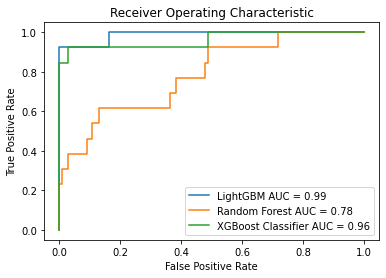 Receiver Operating Characteristic
1.0
0.8
0.6
0.4
0.2
0.0
True Positive Rate
LightGBM AUC = 0.99
Random Forest AUC = 0.78
XGBoost Classifier AUC = 0.96
0.0 0.2 0.4 0.6 0.8 1.0
False Positive Rate